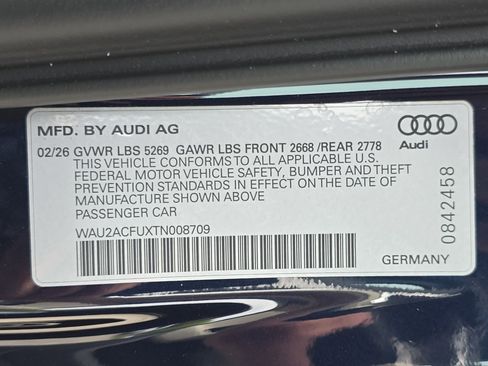 MFD. BY AUDI AG
02/26 GVWR LBS 5269 GAWR LBS FRONT 2668 /REAR 2778
THIS VEHICLE CONFORMS TO ALL APPLICABLE U.S.
FEDERAL MOTOR VEHICLE SAFETY, BUMPER AND THEFT
PREVENTION STANDARDS IN EFFECT ON THE DATE OF
MANUFACTURE SHOWN ABOVE
PASSENGER CAR
WAU2ACFUXTN008709
Audi
0842458
GERMANY